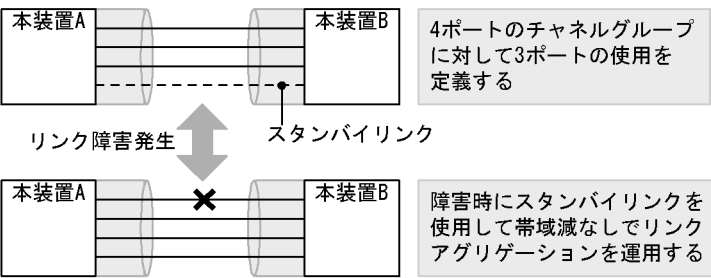 本装置A
本装置B
4ポートのチャネルグループ
に対して3ポートの使用を
定義する
リンク障害発生
スタンバイリンク
本装置A
本装置B
障害時にスタンバイリンクを
使用して帯域減なしでリンク
アグリゲーションを運用する